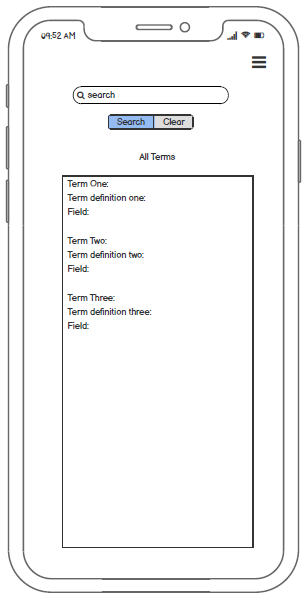 09:52 AM
search
Search Clear
All Terms
Term One:
Term definition one:
Field:
Term Two:
Term definition two:
Field:
Term Three:
Term definition three:
Field: